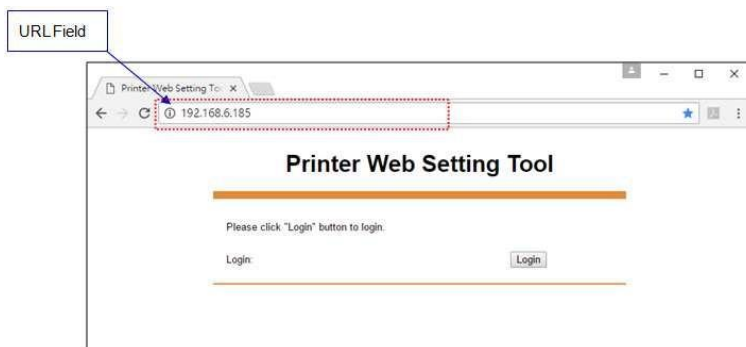 URL Field
Printer Web Setting To
192.168.6.185
Printer Web Setting Tool
Please click "Login" button to login.
Login:
Login